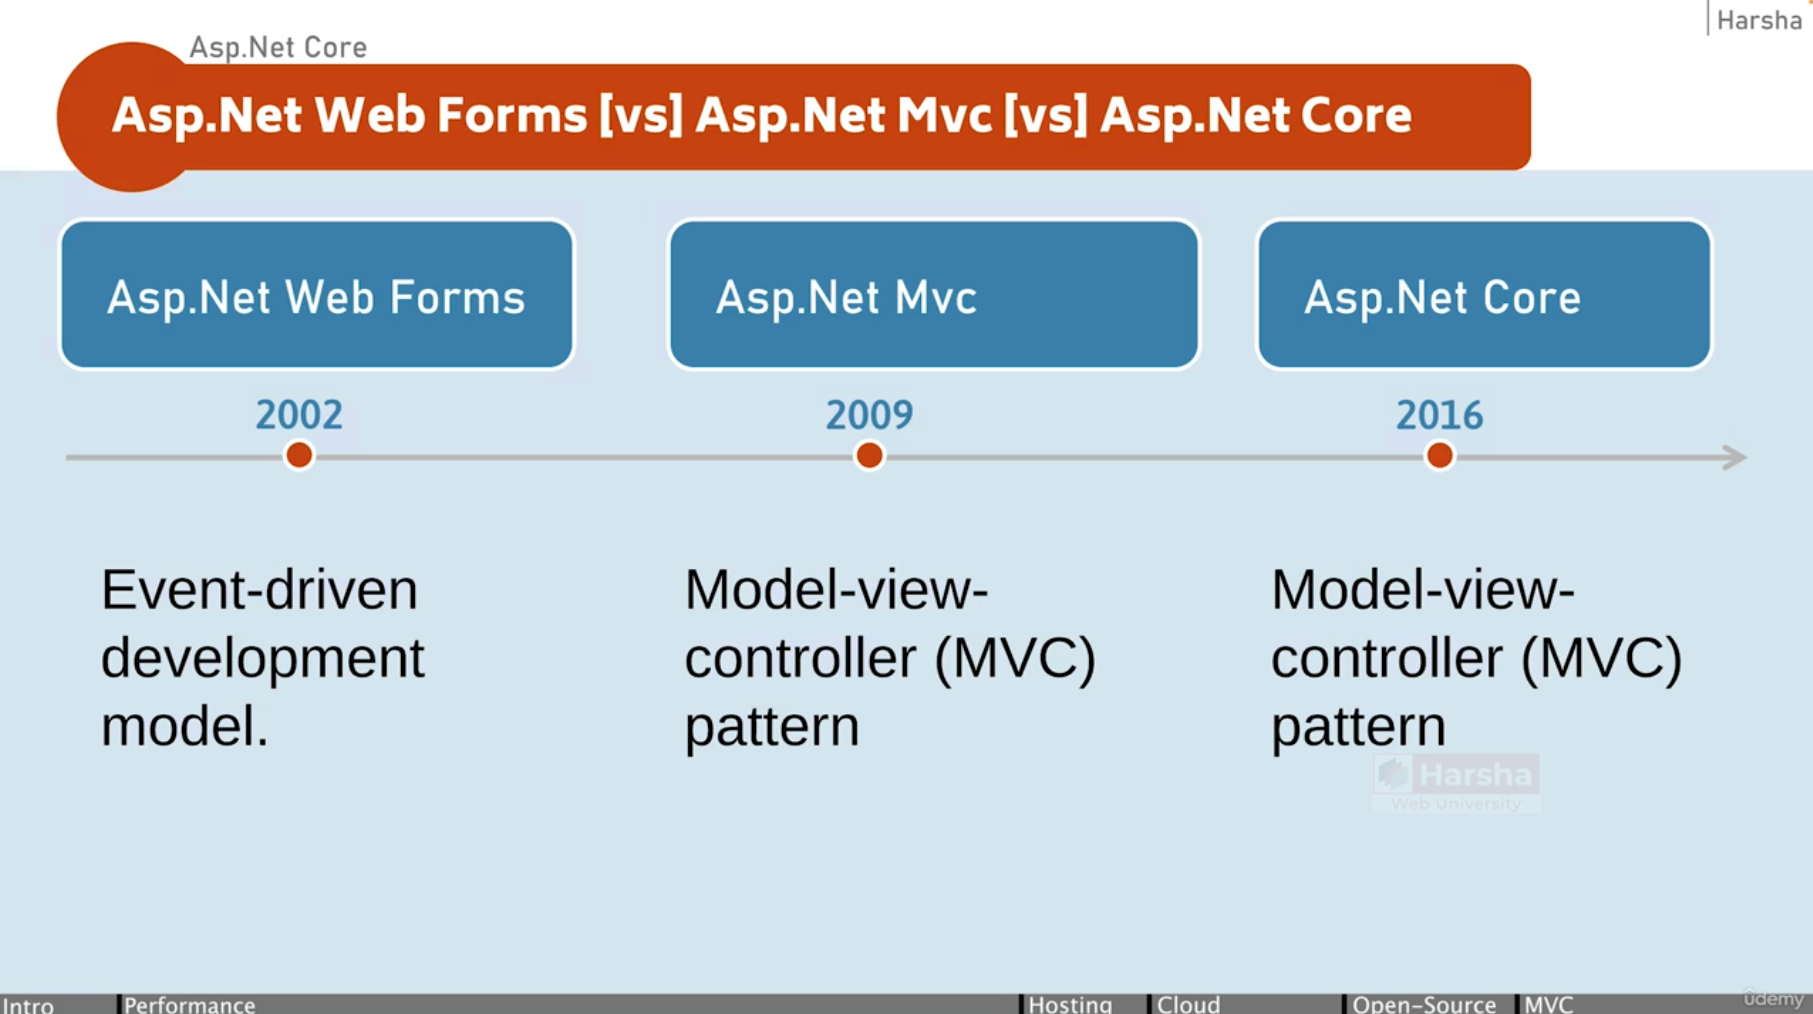 Harsha
Asp.Net Core
Asp.Net Web Forms [vs] Asp.Net Mvc [vs] Asp.Net Core
Asp.Net Web Forms
Asp.Net Mvc
Asp.Net Core
2002
2009
2016
Event-driven
development
model.
Model-view-
controller (MVC)
pattern
Model-view-
controller (MVC)
pattern
Harsha
Web University
Intro
Performance
Hosting
Cloud
Open-Source
MVC
ûdemy